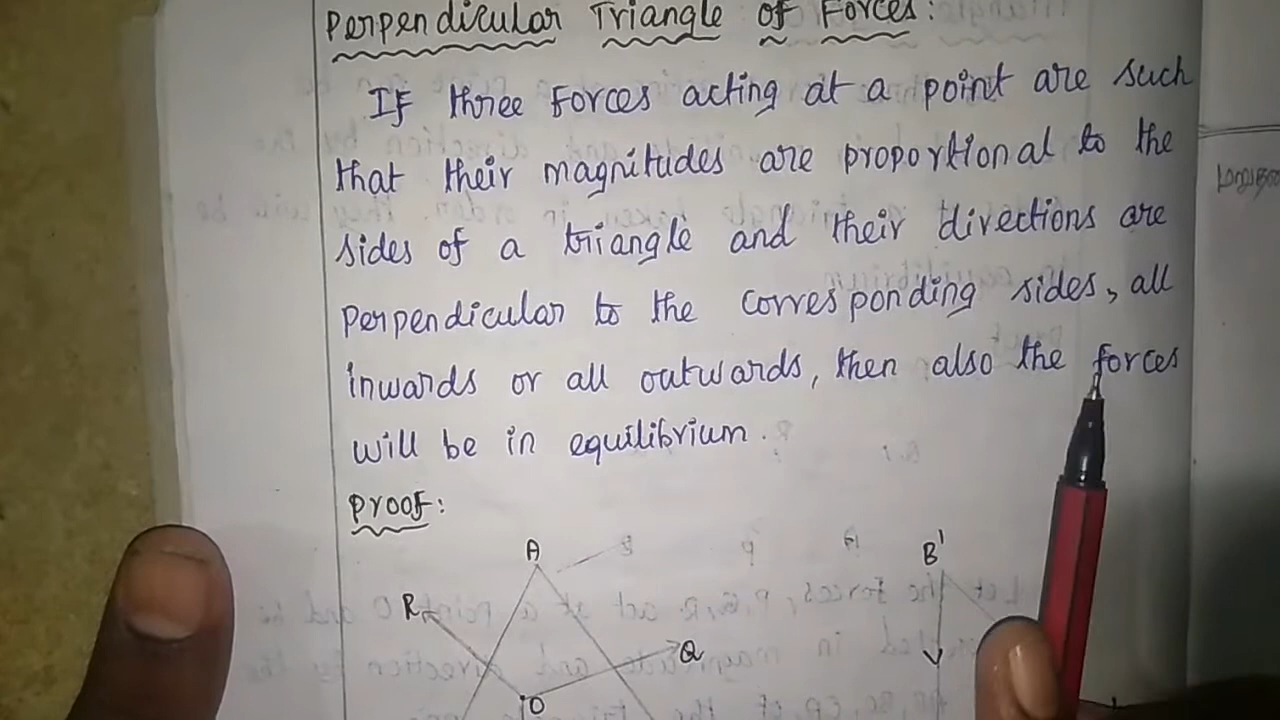 Perpendicular Triangle of Forces:
If three Forces acting at a point are such
that their magnitudes are proportional to the
sides of a triangle and their directions are
perpendicular to the corresponding sides, all
inwards or all outwards, then also the forces
will be in equilibrium.
Proof:
A
B'
R
Q
O